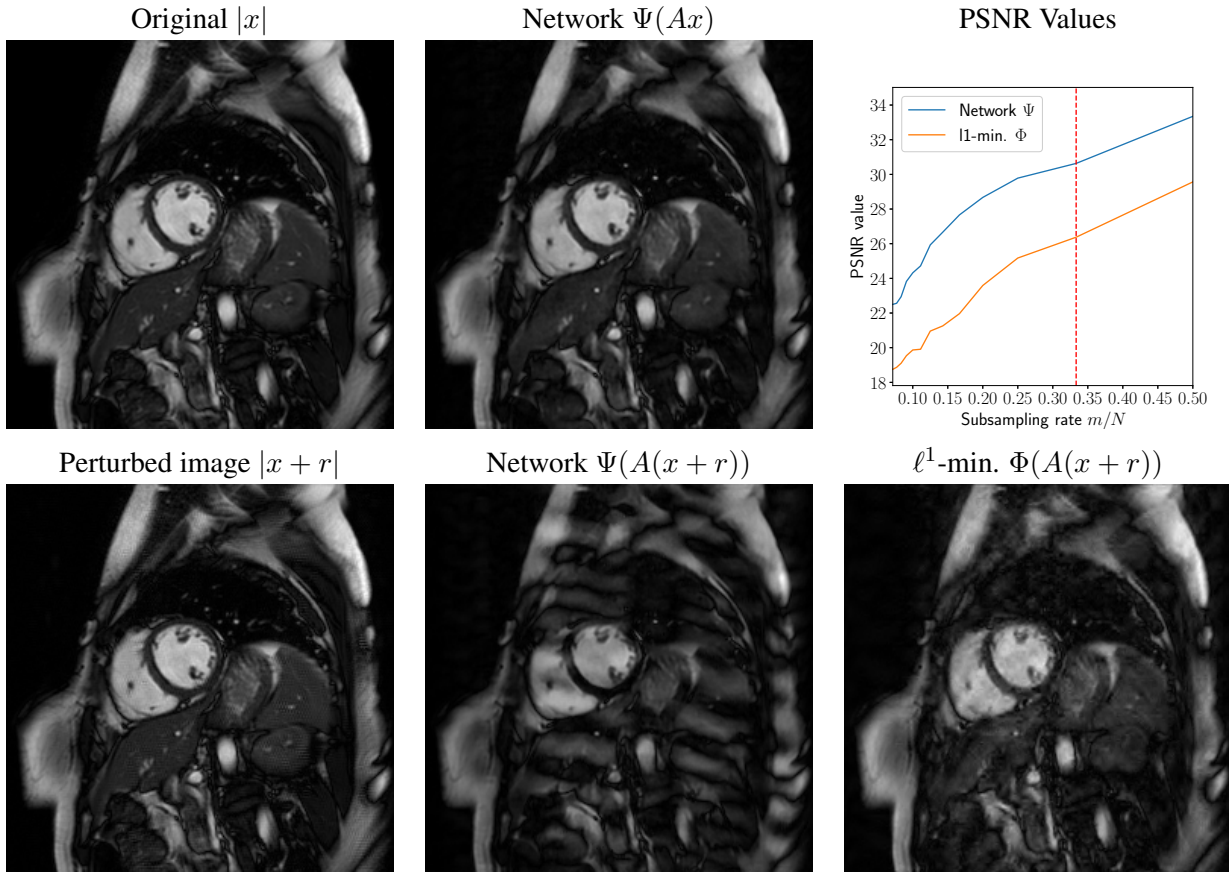 Original |x|
Network Ψ(Ax)
PSNR Values
34
32
30
28
26
24
22
20
18
PSNR value
Network Ψ
l1-min. Φ
0.10 0.15 0.20 0.25 0.30 0.35 0.40 0.45 0.50
Subsampling rate m/N
Perturbed image |x + r|
Network Ψ(A(x + r))
ℓ¹-min. Φ(A(x + r))